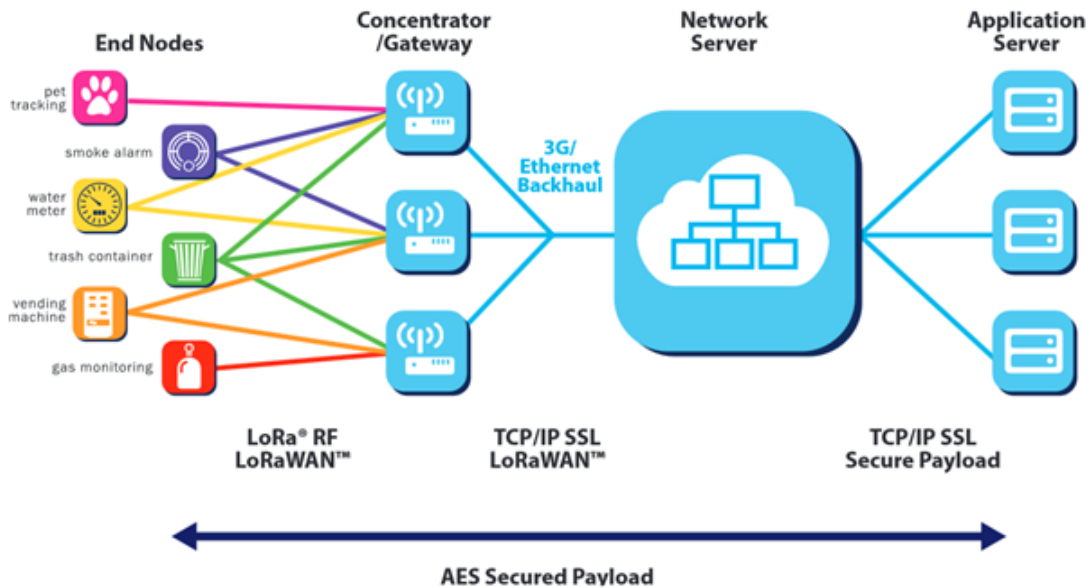 End Nodes
Concentrator
/Gateway
Network
Server
Application
Server
pet
tracking
smoke alarm
water
meter
trash container
vending
machine
gas monitoring
3G/
Ethernet
Backhaul
LoRa® RF
LoRaWAN™
TCP/IP SSL
LoRaWAN™
TCP/IP SSL
Secure Payload
AES Secured Payload